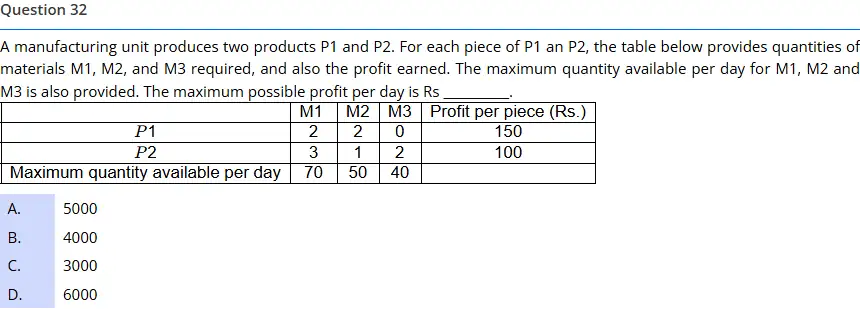 Question 32
A manufacturing unit produces two products P1 and P2. For each piece of P1 an P2, the table below provides quantities of
materials M1, M2, and M3 required, and also the profit earned. The maximum quantity available per day for M1, M2 and
M3 is also provided. The maximum possible profit per day is Rs __________.
M1 M2 M3 Profit per piece (Rs.)
P1 2 2 0 150
P2 3 1 2 100
Maximum quantity available per day 70 50 40
A. 5000
B. 4000
C. 3000
D. 6000